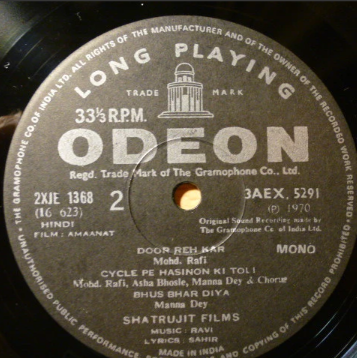 THE GRAMOPHONE CO. OF INDIA LTD. ALL RIGHTS OF THE MANUFACTURER AND OF THE OWNER OF THE RECORDED WORK RESERVED
UNAUTHORISED PUBLIC PERFORMANCE, AND COPYING OF THIS RECORD PROHIBITED
LONG PLAYING
TRADE MARK
33⅓ R.P.M.
ODEON
Regd. Trade Mark of The Gramophone Co., Ltd.
2XJE 1368
(16 623)
2
HINDI
FILM: AMAANAT
3AEX. 5291
℗ 1970
Original Sound Recording made by
The Gramophone Co. of India Ltd.
MONO
DOOR REH KAR
Mohd. Rafi
CYCLE PE HASINON KI TOLI
Mohd. Rafi, Asha Bhosle, Manna Dey & Chorus
BHUS BHAR DIYA
Manna Dey
SHATRUJIT FILMS
MUSIC: RAVI
LYRICS: SAHIR
MADE IN INDIA